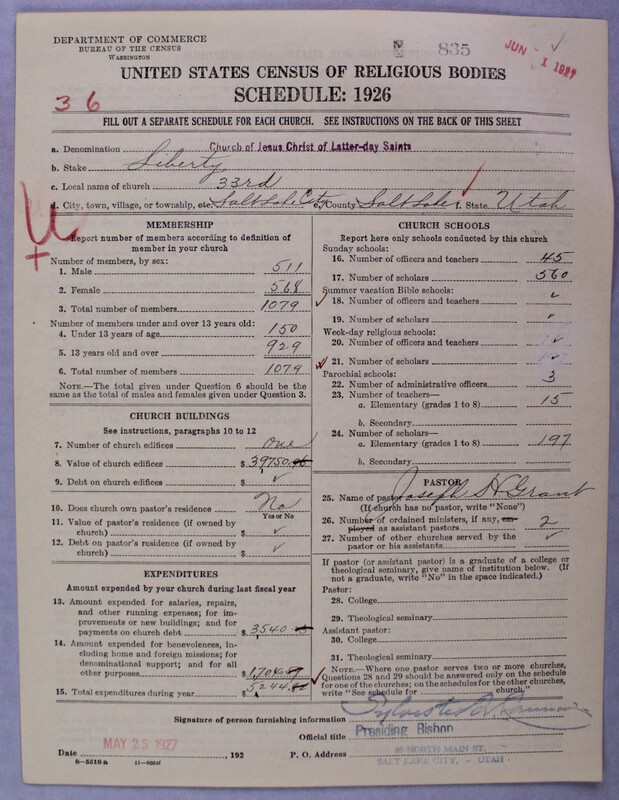 DEPARTMENT OF COMMERCE
BUREAU OF THE CENSUS
WASHINGTON
835
JUN - 1 1927
UNITED STATES CENSUS OF RELIGIOUS BODIES
SCHEDULE: 1926
36
FILL OUT A SEPARATE SCHEDULE FOR EACH CHURCH. SEE INSTRUCTIONS ON THE BACK OF THIS SHEET
a. Denomination Church of Jesus Christ of Latter-day Saints
b. Stake Liberty
c. Local name of church 33rd
d. City, town, village, or township, etc. Salt Lake City e. County Salt Lake f. State Utah
MEMBERSHIP
Report number of members according to definition of
member in your church
Number of members, by sex:
1. Male 511
2. Female 568
3. Total number of members 1079
Number of members under and over 13 years old:
4. Under 13 years of age 150
5. 13 years old and over 929
6. Total number of members 1079
NOTE.—The total given under Question 6 should be the
same as the total of males and females given under Question 3.
CHURCH BUILDINGS
See instructions, paragraphs 10 to 12
7. Number of church edifices one
8. Value of church edifices $ 39750.00
9. Debt on church edifices $ ✓
10. Does church own pastor's residence? No
Yes or No
11. Value of pastor's residence (if owned by
church) $ ✓
12. Debt on pastor's residence (if owned by
church) $ ✓
EXPENDITURES
Amount expended by your church during last fiscal year
13. Amount expended for salaries, repairs,
and other running expenses; for im-
provements or new buildings; and for
payments on church debt $ 3540
14. Amount expended for benevolences, in-
cluding home and foreign missions; for
denominational support; and for all
other purposes $ 1704
15. Total expenditures during year $ 5244
CHURCH SCHOOLS
Report here only schools conducted by this church
Sunday schools:
16. Number of officers and teachers 45
17. Number of scholars 560
Summer vacation Bible schools:
18. Number of officers and teachers ✓
19. Number of scholars ✓
Week-day religious schools:
20. Number of officers and teachers ✓
21. Number of scholars
Parochial schools:
22. Number of administrative officers 3
23. Number of teachers—
a. Elementary (grades 1 to 8) 15
b. Secondary
24. Number of scholars—
a. Elementary (grades 1 to 8) 197
b. Secondary
PASTOR
25. Name of pastor Joseph H. Grant
(If church has no pastor, write "None")
26. Number of ordained ministers, if any, em-
ployed as assistant pastors 2
27. Number of other churches served by the
pastor or his assistants ✓
If pastor (or assistant pastor) is a graduate of a college or
theological seminary, give name of institution below. (If
not a graduate, write "No" in the space indicated.)
Pastor:
28. College
29. Theological seminary
Assistant pastor:
30. College
31. Theological seminary
NOTE.—Where one pastor serves two or more churches,
Questions 28 and 29 should be answered only on the schedule
for one of the churches; on the schedules for the other churches,
write "See schedule for church."
Signature of person furnishing information Sylvester Q. Cannon
Official title Presiding Bishop
Date MAY 25 1927, 192 P. O. Address 40 NORTH MAIN ST,
SALT LAKE CITY, - UTAH -
8-5518a